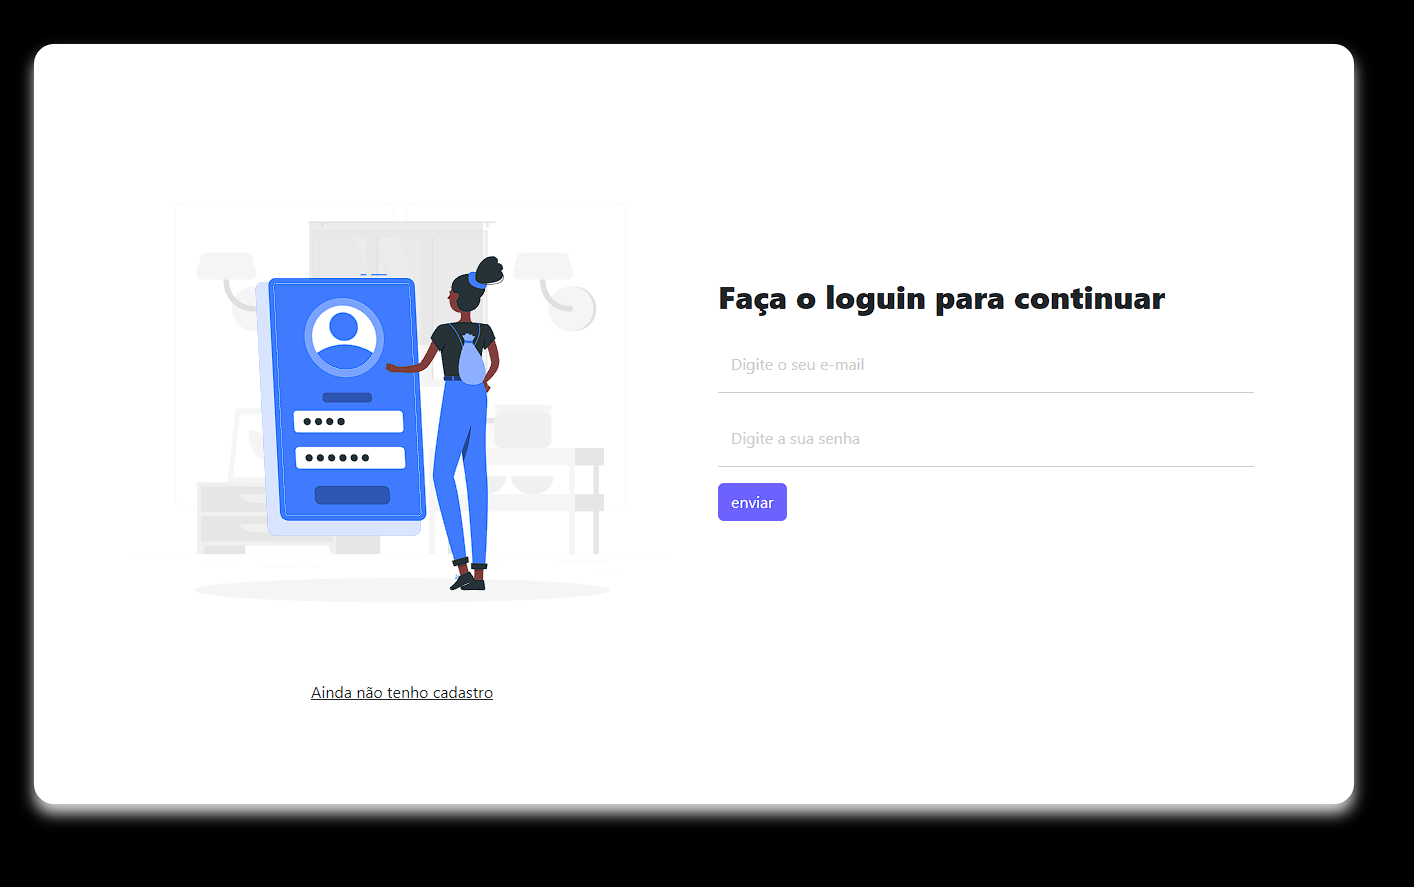 Faça o loguin para continuar
Digite o seu e-mail
Digite a sua senha
enviar
Ainda não tenho cadastro